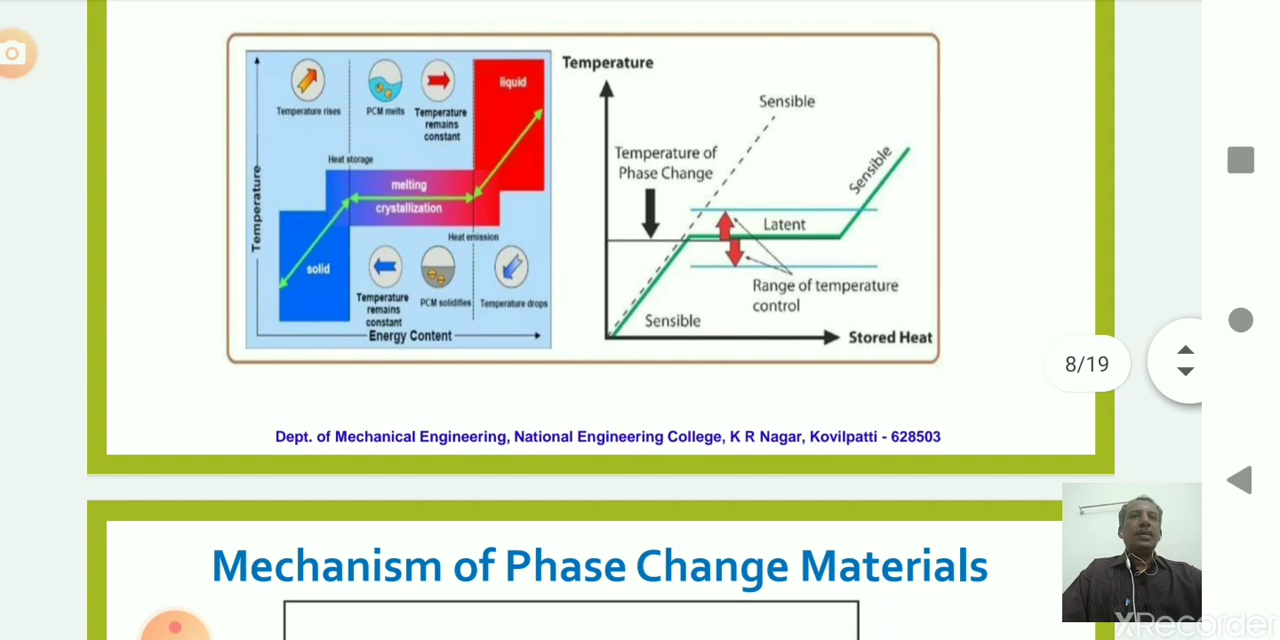 Temperature rises
PCM melts
Temperature
remains
constant
liquid
Heat storage
melting
crystallization
Heat emission
solid
Temperature
remains
constant
PCM solidifies
Temperature drops
Temperature
Energy Content
Temperature
Sensible
Temperature of
Phase Change
Sensible
Latent
Range of temperature
control
Sensible
Stored Heat
8/19
Dept. of Mechanical Engineering, National Engineering College, K R Nagar, Kovilpatti - 628503
Mechanism of Phase Change Materials
XRecorder